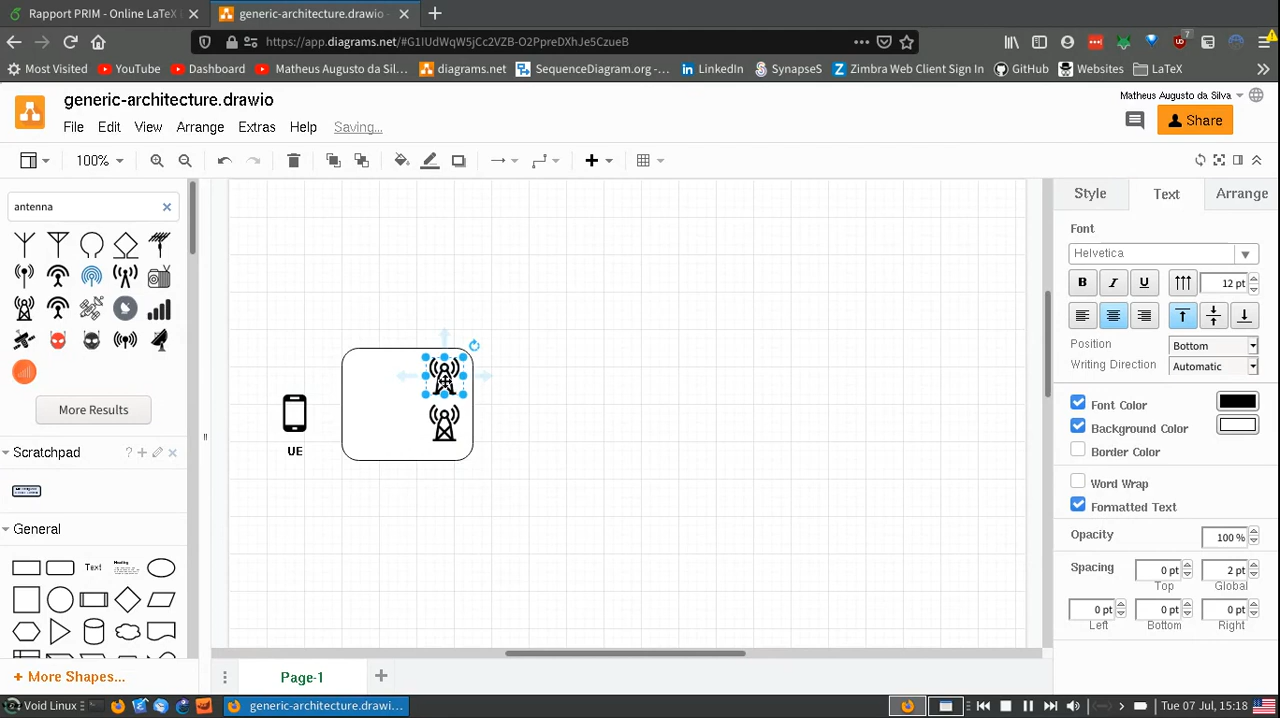 Rapport PRIM - Online LaTeX
generic-architecture.drawio -
https://app.diagrams.net/#G1IUdWqW5jCc2VZB-O2PpreDXhJe5CzueB
7
Most Visited
YouTube
Dashboard
Matheus Augusto da Sil…
diagrams.net
SequenceDiagram.org -…
LinkedIn
SynapseS
Zimbra Web Client Sign In
GitHub
Websites
LaTeX
generic-architecture.drawio
Matheus Augusto da Silva
File
Edit
View
Arrange
Extras
Help
Saving...
Share
100%
antenna
More Results
Scratchpad
?
General
Text
Heading
More Shapes...
UE
Page-1
Style
Text
Arrange
Font
Helvetica
B
I
U
12 pt
Position
Bottom
Writing Direction
Automatic
Font Color
Background Color
Border Color
Word Wrap
Formatted Text
Opacity
100 %
Spacing
0 pt
2 pt
Top
Global
0 pt
0 pt
0 pt
Left
Bottom
Right
Void Linux
generic-architecture.drawi…
Tue 07 Jul, 15:18